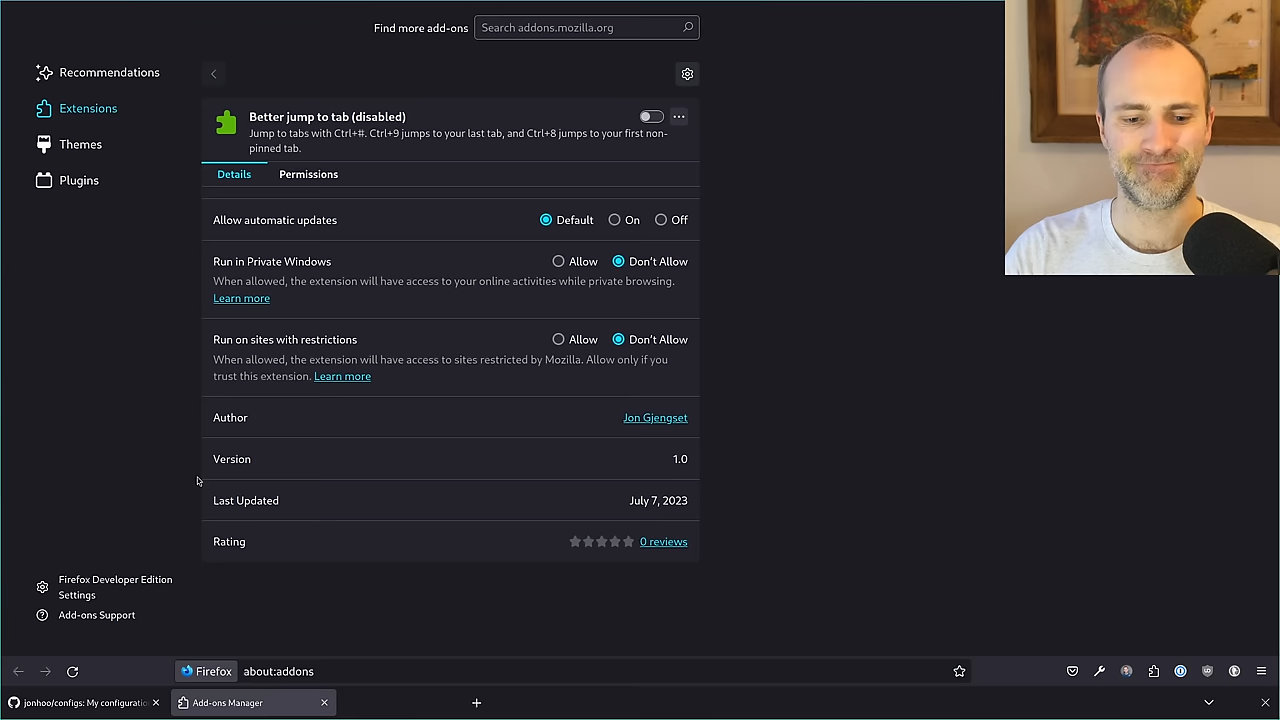 Find more add-ons
Search addons.mozilla.org
Recommendations
Extensions
Themes
Plugins
Better jump to tab (disabled)
Jump to tabs with Ctrl+#. Ctrl+9 jumps to your last tab, and Ctrl+8 jumps to your first non-
pinned tab.
Details Permissions
Allow automatic updates Default On Off
Run in Private Windows Allow Don't Allow
When allowed, the extension will have access to your online activities while private browsing.
Learn more
Run on sites with restrictions Allow Don't Allow
When allowed, the extension will have access to sites restricted by Mozilla. Allow only if you
trust this extension. Learn more
Author Jon Gjengset
Version 1.0
Last Updated July 7, 2023
Rating 0 reviews
Firefox Developer Edition
Settings
Add-ons Support
Firefox about:addons
jonhoo/configs: My configuratio
Add-ons Manager